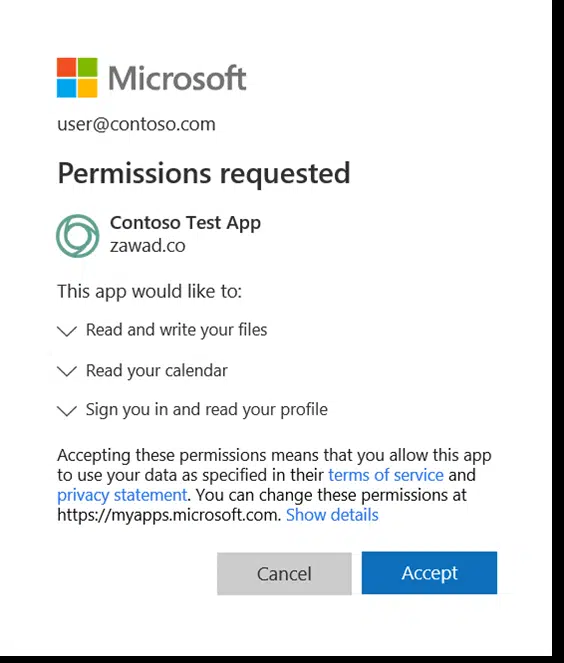 Microsoft
user@contoso.com
Permissions requested
Contoso Test App
zawad.co
This app would like to:
Read and write your files
Read your calendar
Sign you in and read your profile
Accepting these permissions means that you allow this app
to use your data as specified in their terms of service and
privacy statement. You can change these permissions at
https://myapps.microsoft.com. Show details
Cancel
Accept